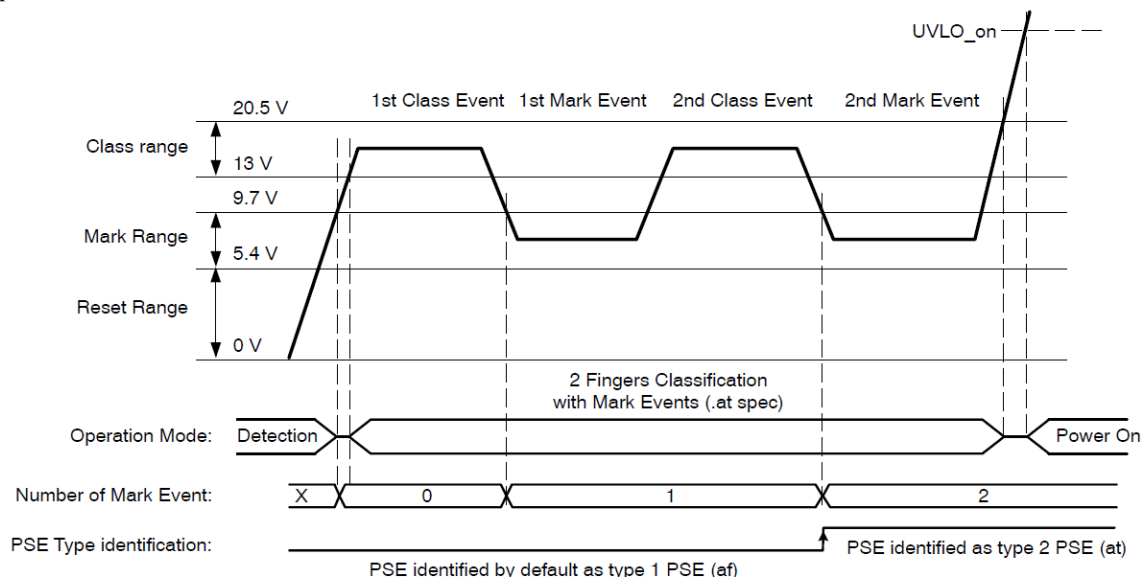 UVLO_on
1st Class Event 1st Mark Event 2nd Class Event 2nd Mark Event
20.5 V
Class range
13 V
9.7 V
Mark Range
5.4 V
Reset Range
0 V
2 Fingers Classification
with Mark Events (.at spec)
Operation Mode: Detection Power On
Number of Mark Event: X 0 1 2
PSE Type identification: PSE identified as type 2 PSE (at)
PSE identified by default as type 1 PSE (af)